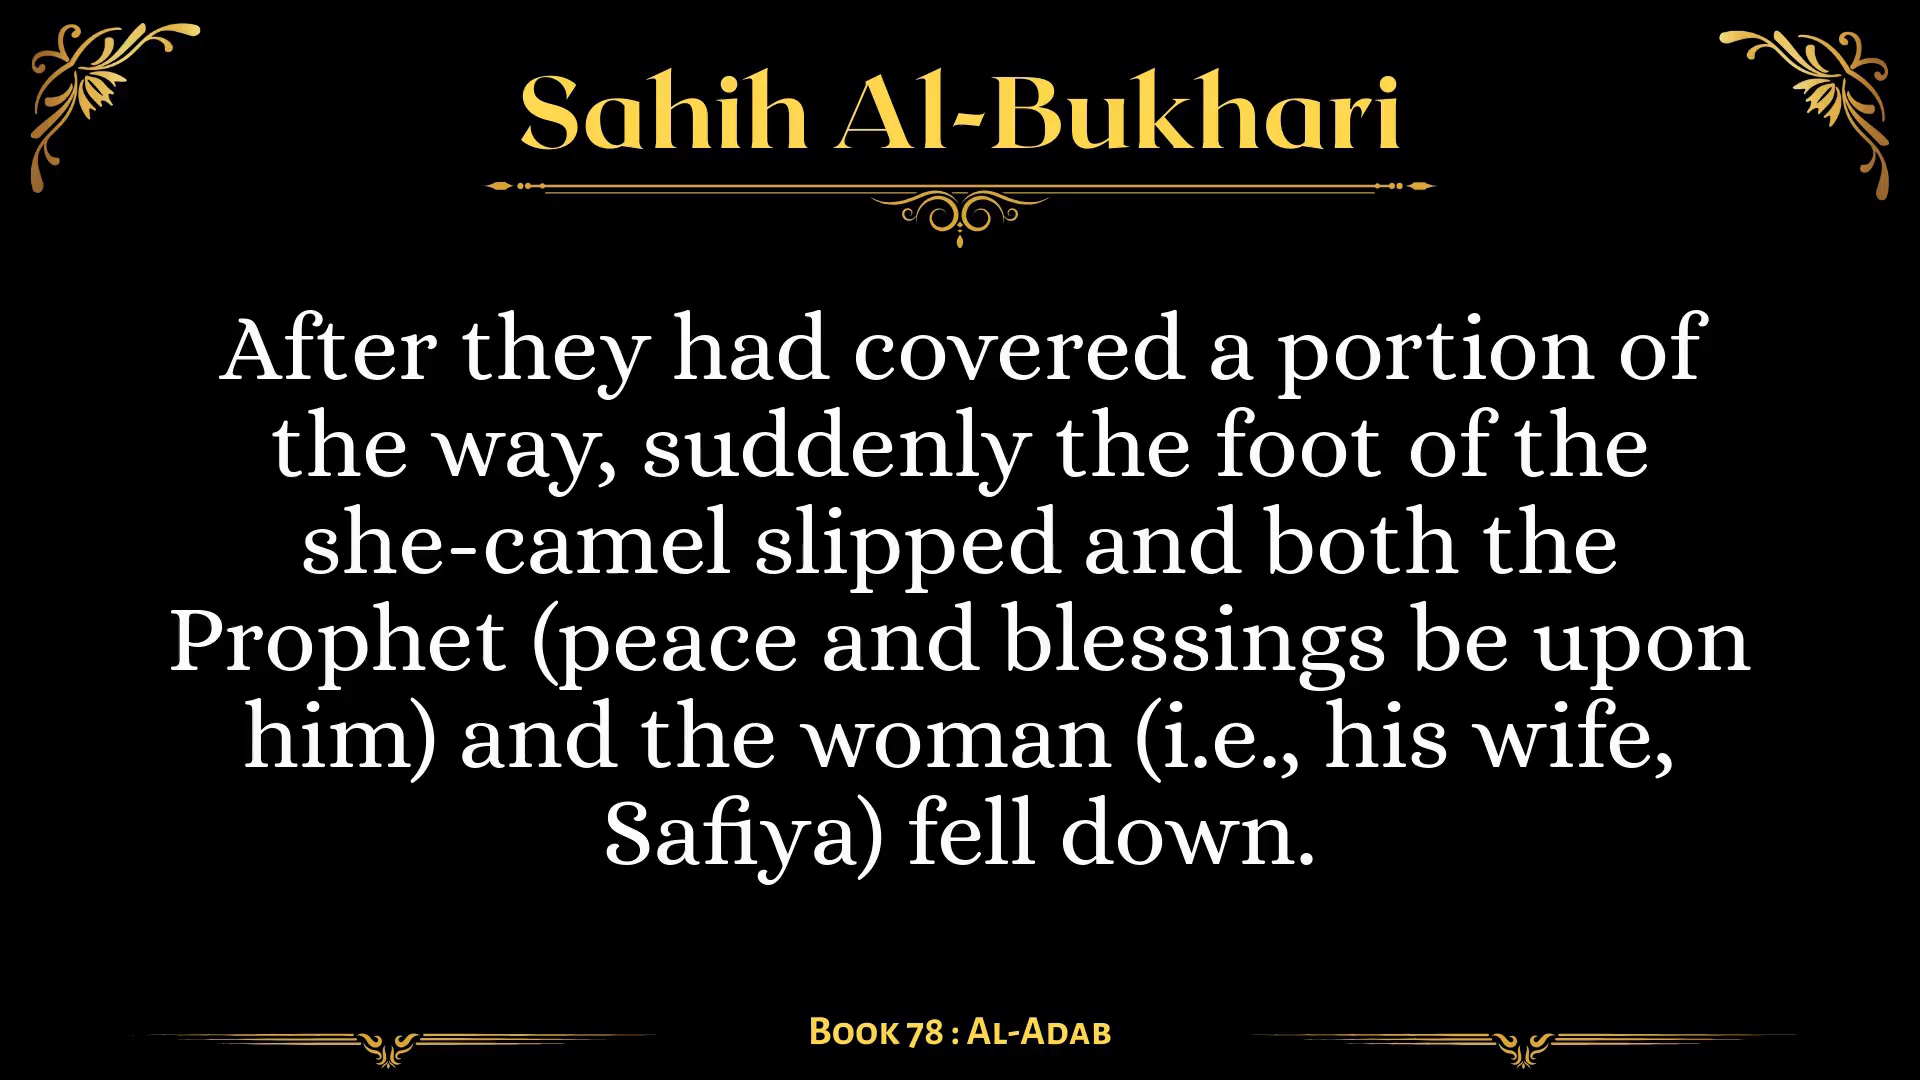 Sahih Al-Bukhari
After they had covered a portion of
the way, suddenly the foot of the
she-camel slipped and both the
Prophet (peace and blessings be upon
him) and the woman (i.e., his wife,
Safiya) fell down.
Book 78 : Al-Adab